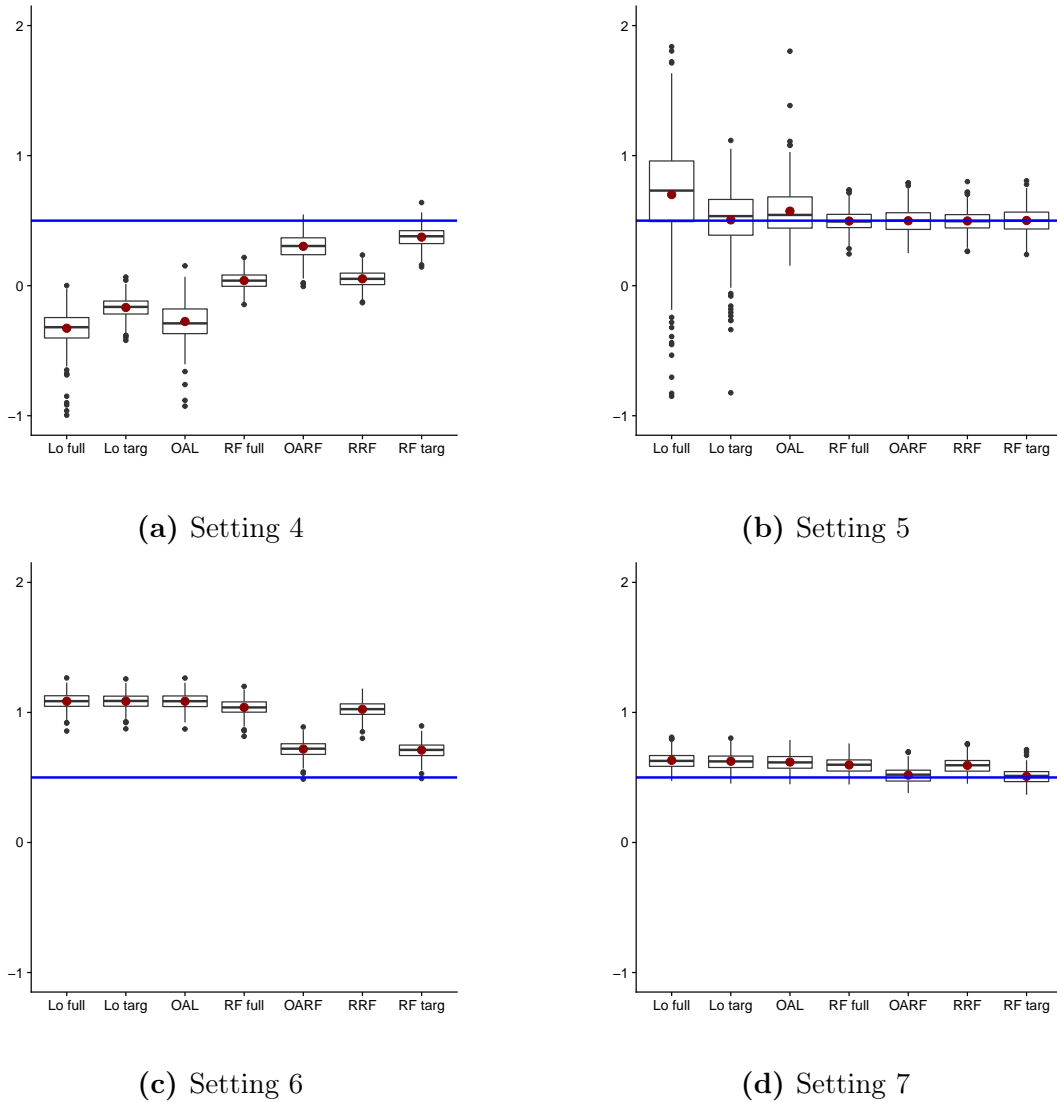 2
1
0
−1
Lo full Lo targ OAL RF full OARF RRF RF targ
(a) Setting 4
2
1
0
−1
Lo full Lo targ OAL RF full OARF RRF RF targ
(b) Setting 5
2
1
0
−1
Lo full Lo targ OAL RF full OARF RRF RF targ
(c) Setting 6
2
1
0
−1
Lo full Lo targ OAL RF full OARF RRF RF targ
(d) Setting 7